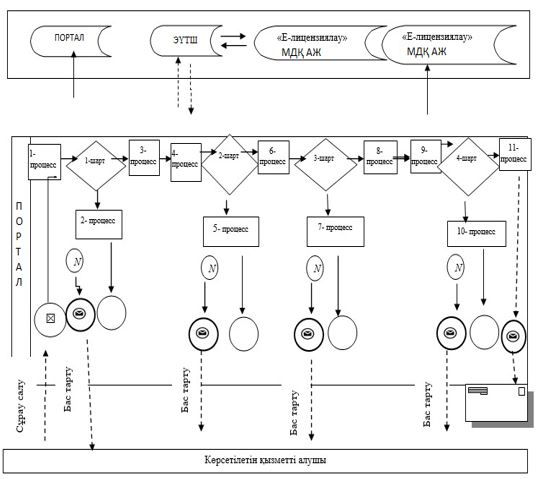 ПОРТАЛ
ЭҮТШ
«Е-лицензиялау»
МДҚ АЖ
«Е-лицензиялау»
МДҚ АЖ
1-
процесс
1-шарт
3-
процесс
4-
процесс
2-шарт
6-
процесс
3-шарт
8-
процесс
9-
процесс
4-шарт
11-
процесс
2- процесс
5- процесс
7- процесс
10- процесс
ПОРТАЛ
N
N
N
N
Сұрау салу
Бас тарту
Бас тарту
Бас тарту
Бас тарту
Көрсетілетін қызметті алушы